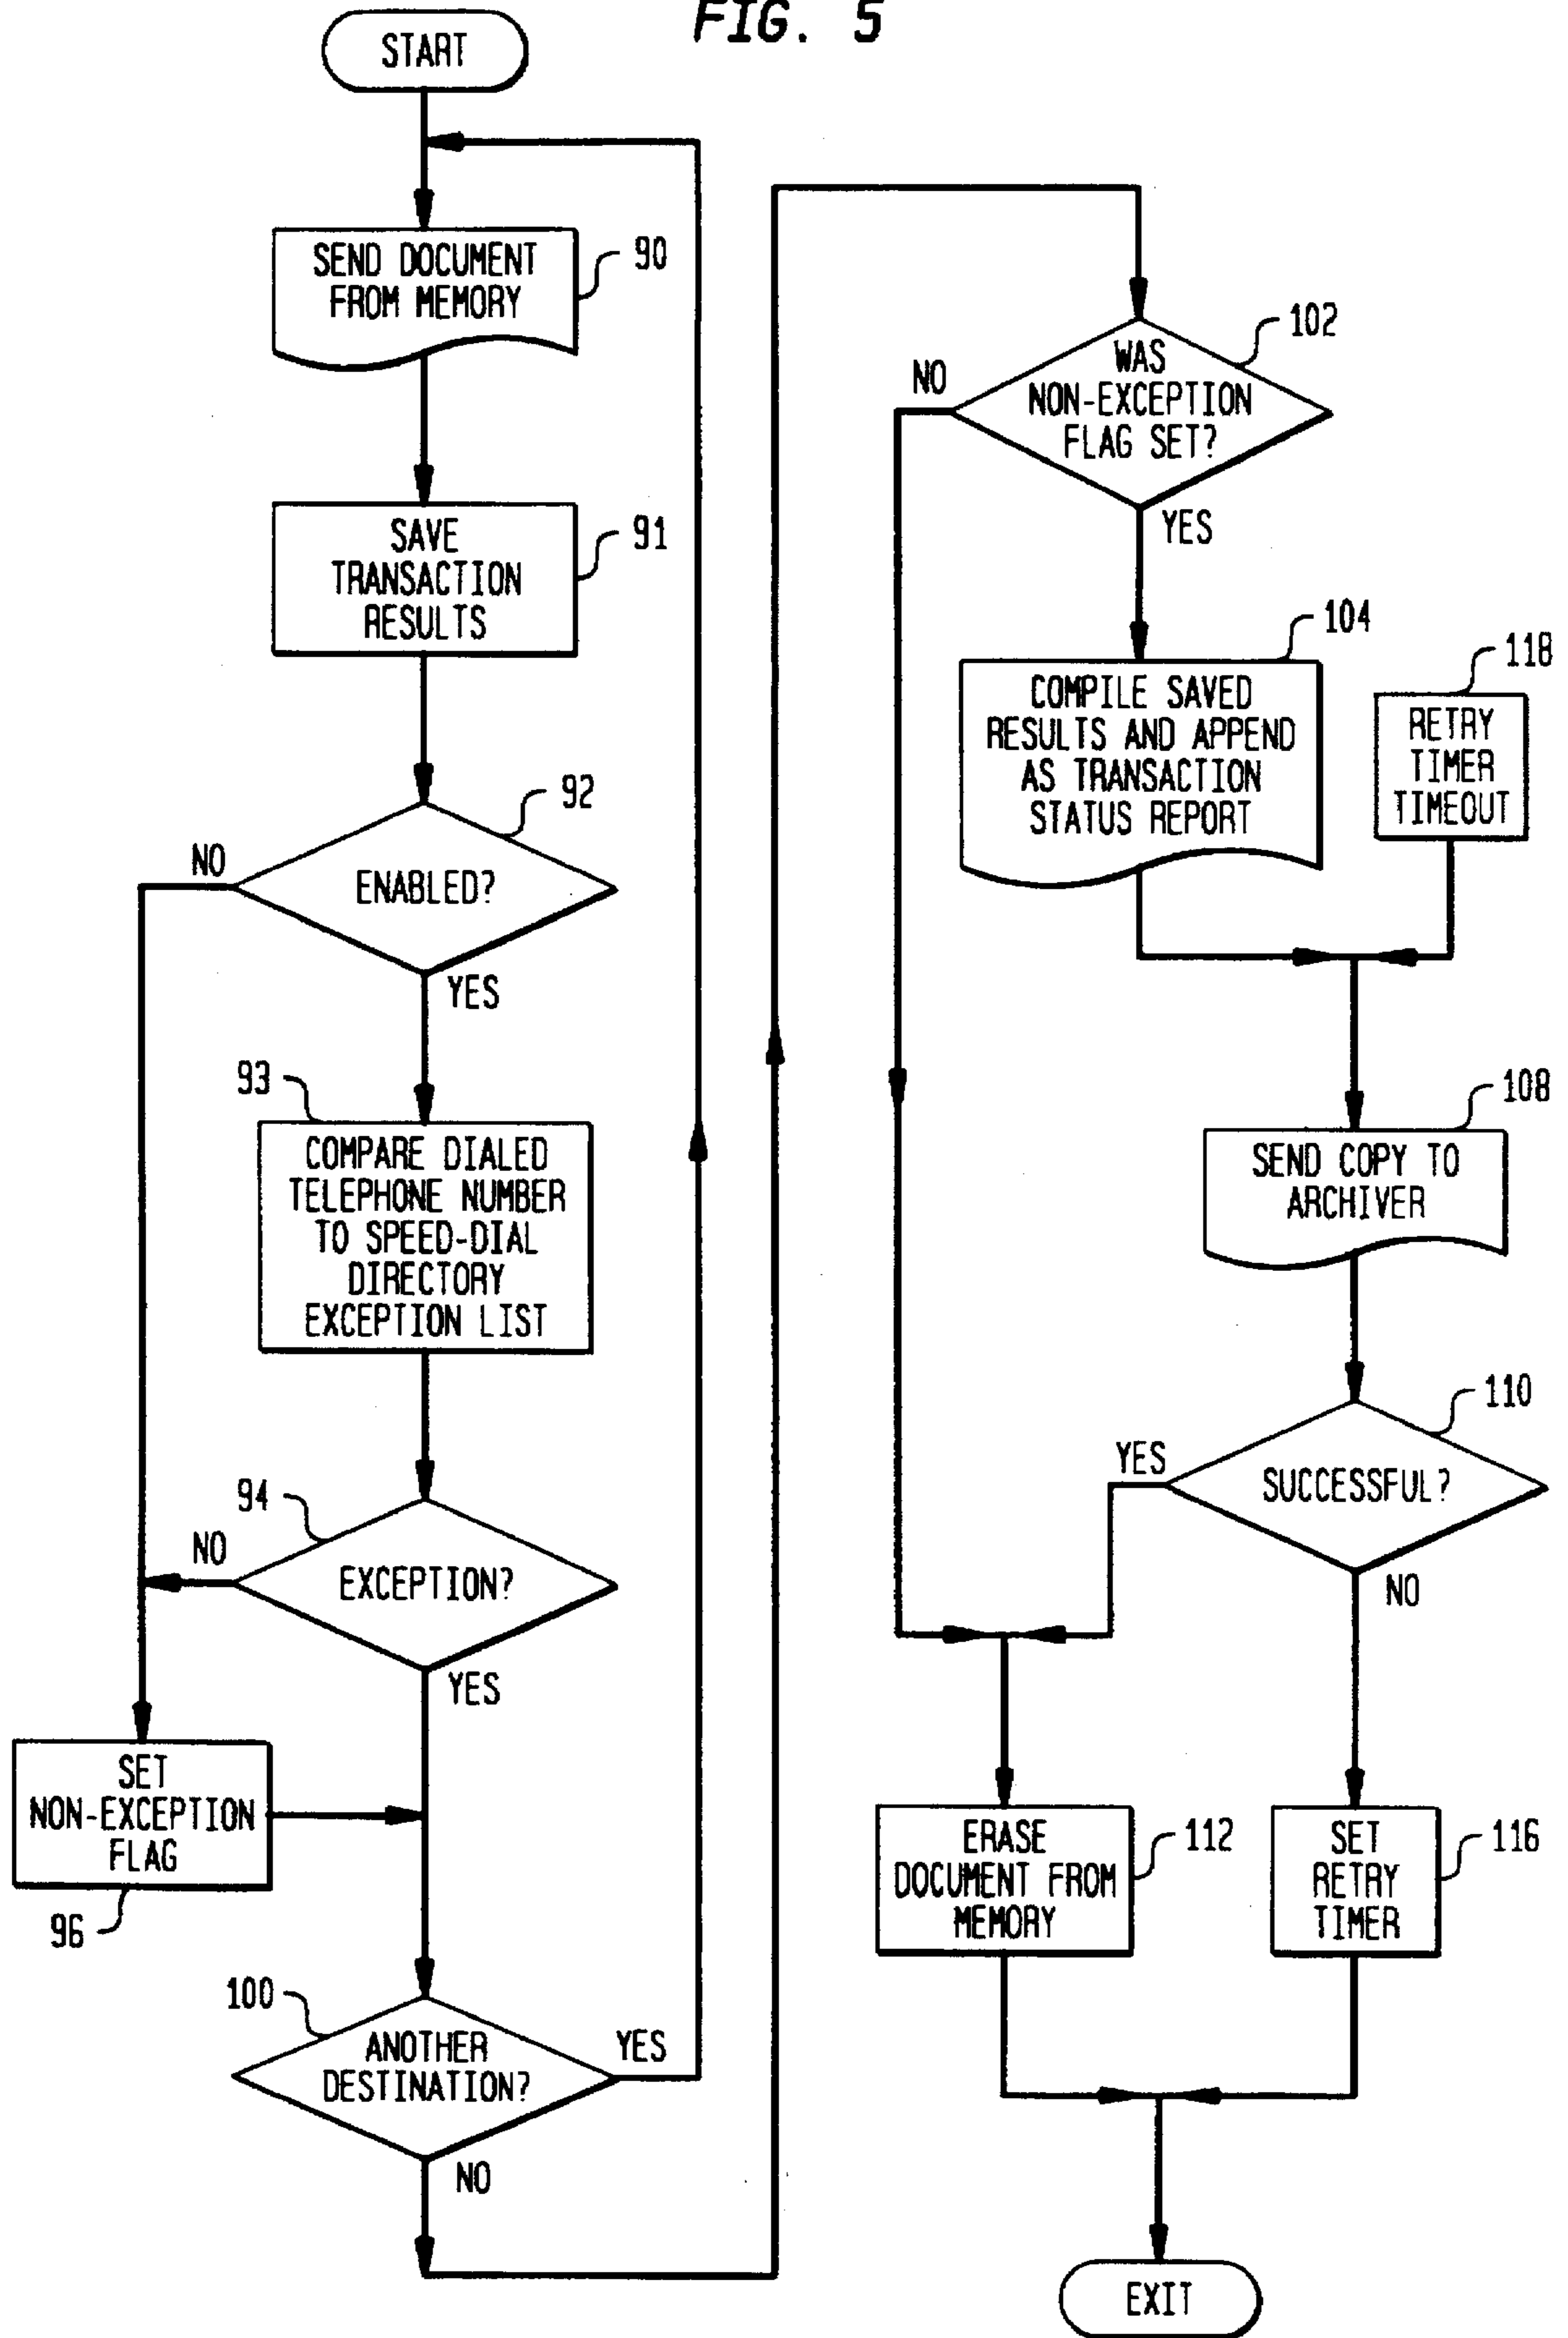 FIG. 5
START
SEND DOCUMENT
FROM MEMORY
90
SAVE
TRANSACTION
RESULTS
91
92
NO
ENABLED?
YES
93
COMPARE DIALED
TELEPHONE NUMBER
TO SPEED-DIAL
DIRECTORY
EXCEPTION LIST
94
NO
EXCEPTION?
YES
SET
NON-EXCEPTION
FLAG
96
100
ANOTHER
DESTINATION?
YES
NO
102
NO
WAS
NON-EXCEPTION
FLAG SET?
YES
104
COMPILE SAVED
RESULTS AND APPEND
AS TRANSACTION
STATUS REPORT
118
RETRY
TIMER
TIMEOUT
108
SEND COPY TO
ARCHIVER
110
YES
SUCCESSFUL?
NO
ERASE
DOCUMENT FROM
MEMORY
112
SET
RETRY
TIMER
116
EXIT